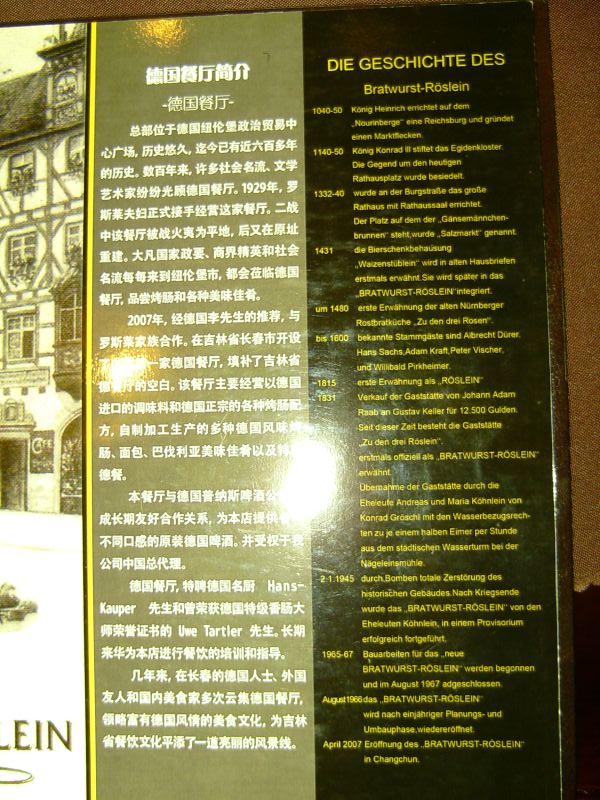 德国餐厅简介
-德国餐厅-
总部位于德国纽伦堡政治贸易中
心广场，历史悠久，迄今已有近六百多年
的历史。数百年来，许多社会名流、文学
艺术家纷纷光顾德国餐厅。1929年，罗
斯莱夫妇正式接手经营这家餐厅。二战
中该餐厅被战火夷为平地，后又在原址
重建。大凡国家政要、商界精英和社会
名流每每来到纽伦堡市，都会莅临德国
餐厅，品尝烤肠和各种美味佳肴。
2007年，经德国李先生的推荐，与
罗斯莱家族合作。在吉林省长春市开设
一家德国餐厅，填补了吉林省
餐厅的空白。该餐厅主要经营以德国
进口的调味料和德国正宗的各种烤肠配
方，自制加工生产的多种德国风味烤
肠、面包、巴伐利亚美味佳肴以及
德餐。
本餐厅与德国普纳斯啤酒公
成长期友好合作关系，为本店提供
不同口感的原装德国啤酒。并受权于我
公司中国总代理。
德国餐厅，特聘德国名厨 Hans-
Kauper 先生和曾荣获德国特级香肠大
师荣誉证书的 Uwe Tartler 先生。长期
来华为本店进行餐饮的培训和指导。
几年来，在长春的德国人士、外国
友人和国内美食家多次云集德国餐厅，
领略富有德国风情的美食文化，为吉林
省餐饮文化平添了一道亮丽的风景线。
DIE GESCHICHTE DES
Bratwurst-Röslein
1040-50 König Heinrich errichtet auf dem
„Nourinberge“ eine Reichsburg und gründet
einen Marktflecken.
1140-50 König Konrad III stiftet das Egidenkloster.
Die Gegend um den heutigen
Rathausplatz wurde besiedelt.
1332-40 wurde an der Burgstraße das große
Rathaus mit Rathaussaal errichtet.
Der Platz auf dem der „Gänsemännchen-
brunnen“ steht,wurde „Salzmarkt“ genannt.
1431 die Bierschenkbehausung
„Waizenstüblein“ wird in alten Hausbriefen
erstmals erwähnt.Sie wird später in das
„BRATWURST-RÖSLEIN“integriert.
um 1480 erste Erwähnung der alten Nürnberger
Rostbratküche „Zu den drei Rosen“.
bis 1600 bekannte Stammgäste sind Albrecht Dürer,
Hans Sachs,Adam Kraft,Peter Vischer,
und Willibald Pirkheimer.
1815 erste Erwähnung als „RÖSLEIN“
1831 Verkauf der Gaststätte von Johann Adam
Raab an Gustav Keller für 12.500 Gulden.
Seit dieser Zeit besteht die Gaststätte
„Zu den drei Röslein“.
erstmals offiziell als „BRATWURST-RÖSLEIN“
erwähnt.
Übernahme der Gaststätte durch die
Eheleute Andreas und Maria Köhnlein von
Konrad Gröschl mit den Wasserbezugsrech-
ten zu je einem halben Eimer per Stunde
aus dem städtischen Wasserturm bei der
Nägeleinsmühle.
2.1.1945 durch.Bomben totale Zerstörung des
historischen Gebäudes.Nach Kriegsende
wurde das „BRATWURST-RÖSLEIN“ von den
Eheleuten Köhnlein, in einem Provisorium
erfolgreich fortgeführt.
1965-67 Bauarbeiten für das „neue
BRATWURST-RÖSLEIN“ werden begonnen
und im August 1967 adgeschlossen.
August1966 das „BRATWURST-RÖSLEIN“
wird nach einjähriger Planungs- und
Umbauphase,wiedereröffnet.
April 2007 Eröffnung des „BRATWURST-RÖSLEIN“
in Changchun.
LEIN